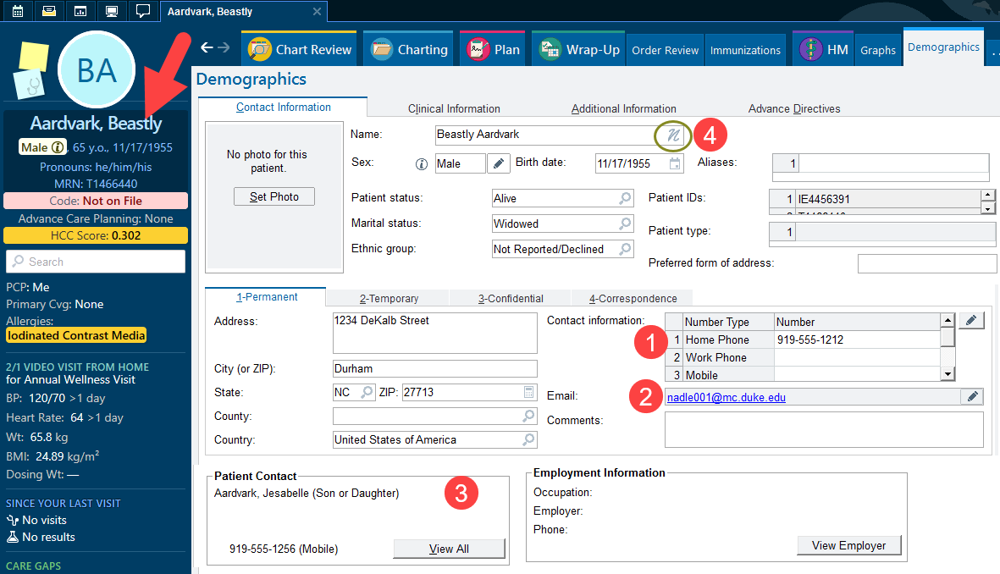 Aardvark, Beastly
BA
Aardvark, Beastly
Male 65 y.o., 11/17/1955
Pronouns: he/him/his
MRN: T1466440
Code: Not on File
Advance Care Planning: None
HCC Score: 0.302
Search
PCP: Me
Primary Cvg: None
Allergies:
Iodinated Contrast Media
2/1 VIDEO VISIT FROM HOME
for Annual Wellness Visit
BP: 120/70 >1 day
Heart Rate: 64 >1 day
Wt: 65.8 kg
BMI: 24.89 kg/m²
Dosing Wt: —
SINCE YOUR LAST VISIT
No visits
No results
CARE GAPS
Chart Review Charting Plan Wrap-Up Order Review Immunizations HM Graphs Demographics ..
Demographics
Contact Information Clinical Information Additional Information Advance Directives
No photo for this
patient.
Set Photo
Name: Beastly Aardvark 4
Sex: Male Birth date: 11/17/1955 Aliases: 1
Patient status: Alive Patient IDs: 1 IE4456391
Marital status: Widowed
Patient type: 1
Ethnic group: Not Reported/Declined
Preferred form of address:
1-Permanent 2-Temporary 3-Confidential 4-Correspondence
Address: 1234 DeKalb Street
City (or ZIP): Durham
State: NC ZIP: 27713
County:
Country: United States of America
Contact information: Number Type Number
1 1 Home Phone 919-555-1212
2 Work Phone
3 Mobile
Email: 2 nadle001@mc.duke.edu
Comments:
Patient Contact
Aardvark, Jesabelle (Son or Daughter) 3
919-555-1256 (Mobile) View All
Employment Information
Occupation:
Employer:
Phone:
View Employer